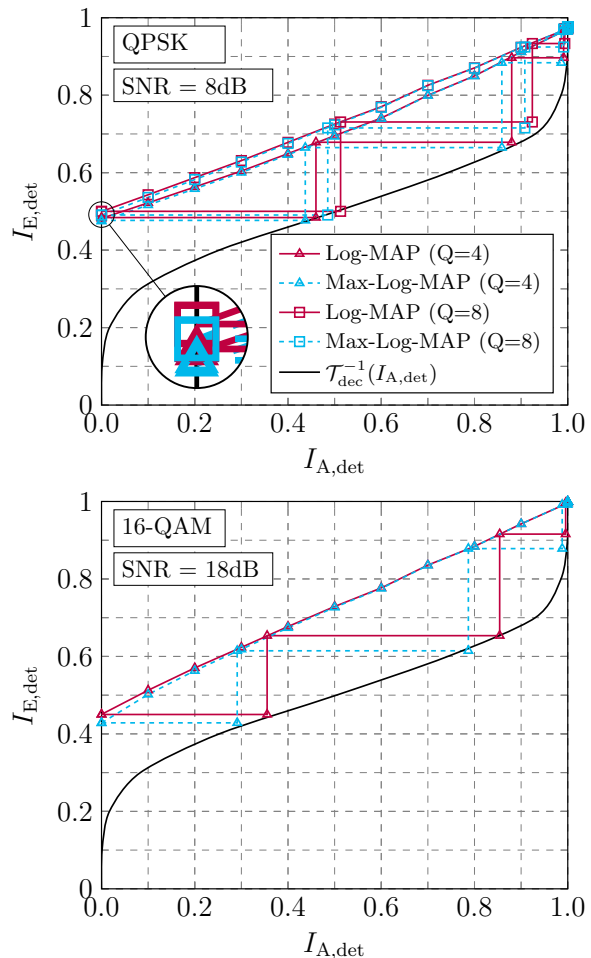 1
0.8
0.6
0.4
0.2
0
I_E,det
QPSK
SNR = 8dB
Log-MAP (Q=4)
Max-Log-MAP (Q=4)
Log-MAP (Q=8)
Max-Log-MAP (Q=8)
𝒯_dec^−1(I_A,det)
0.0 0.2 0.4 0.6 0.8 1.0
I_A,det
1
0.8
0.6
0.4
0.2
0
I_E,det
16-QAM
SNR = 18dB
0.0 0.2 0.4 0.6 0.8 1.0
I_A,det